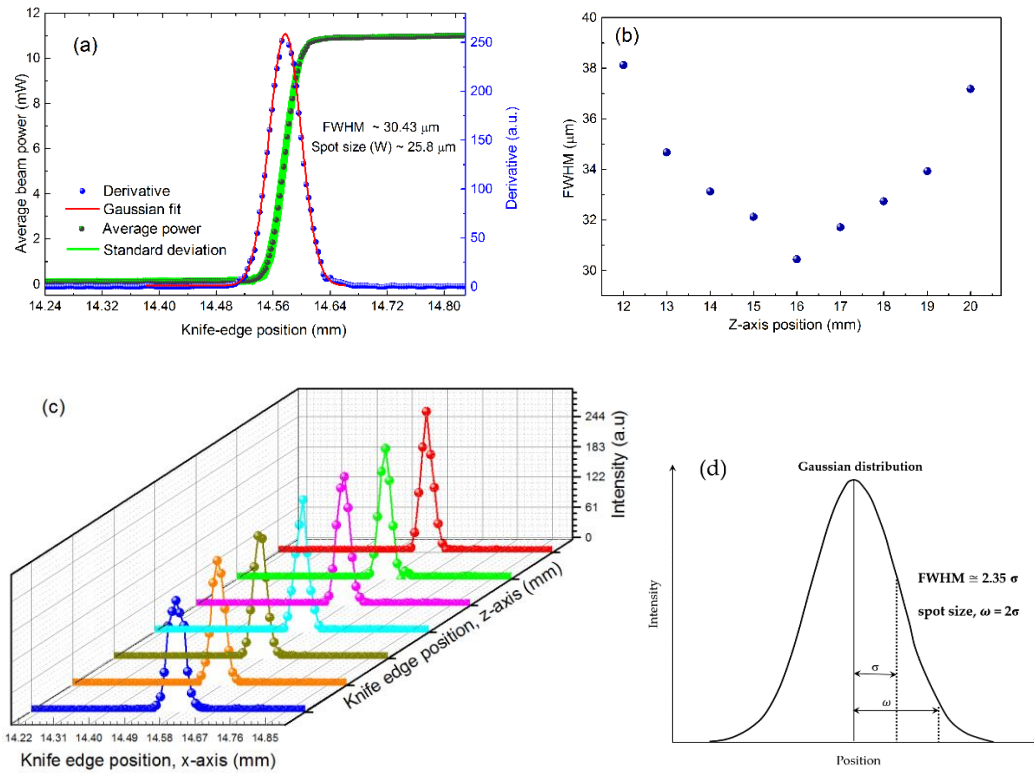 (a)
12
10
8
6
4
2
0
Average beam power (mW)
250
200
150
100
50
0
Derivative (a.u.)
FWHM ~ 30.43 μm
Spot size (W) ~ 25.8 μm
Derivative
Gaussian fit
Average power
Standard deviation
14.24 14.32 14.40 14.48 14.56 14.64 14.72 14.80
Knife-edge position (mm)
(b)
40
38
36
34
32
30
FWHM (μm)
12 13 14 15 16 17 18 19 20
Z-axis position (mm)
(c)
244
183
122
61
0
Intensity (a.u)
Knife edge position, z-axis (mm)
14.22 14.31 14.40 14.49 14.58 14.67 14.76 14.85
Knife edge position, x-axis (mm)
(d)
Gaussian distribution
Intensity
FWHM ≅ 2.35 σ
spot size, ω = 2σ
σ
ω
Position